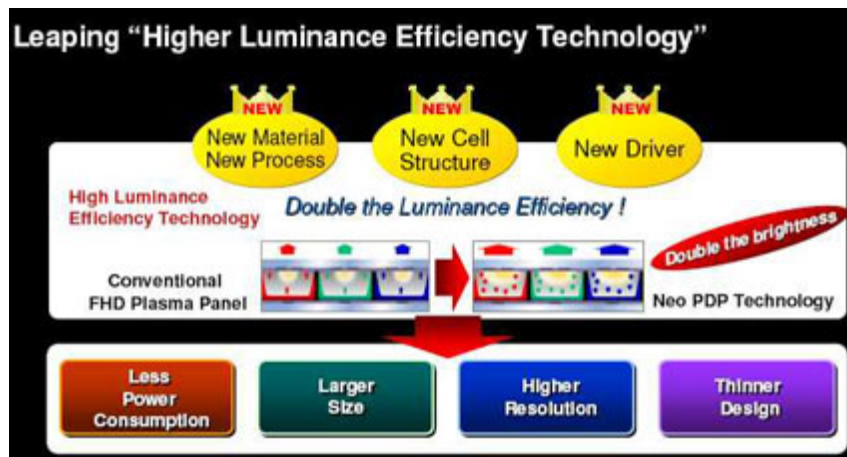 Leaping “Higher Luminance Efficiency Technology”
NEW
New Material
New Process
NEW
New Cell
Structure
NEW
New Driver
High Luminance
Efficiency Technology
Double the Luminance Efficiency !
Double the brightness
Conventional
FHD Plasma Panel
Neo PDP Technology
Less
Power
Consumption
Larger
Size
Higher
Resolution
Thinner
Design